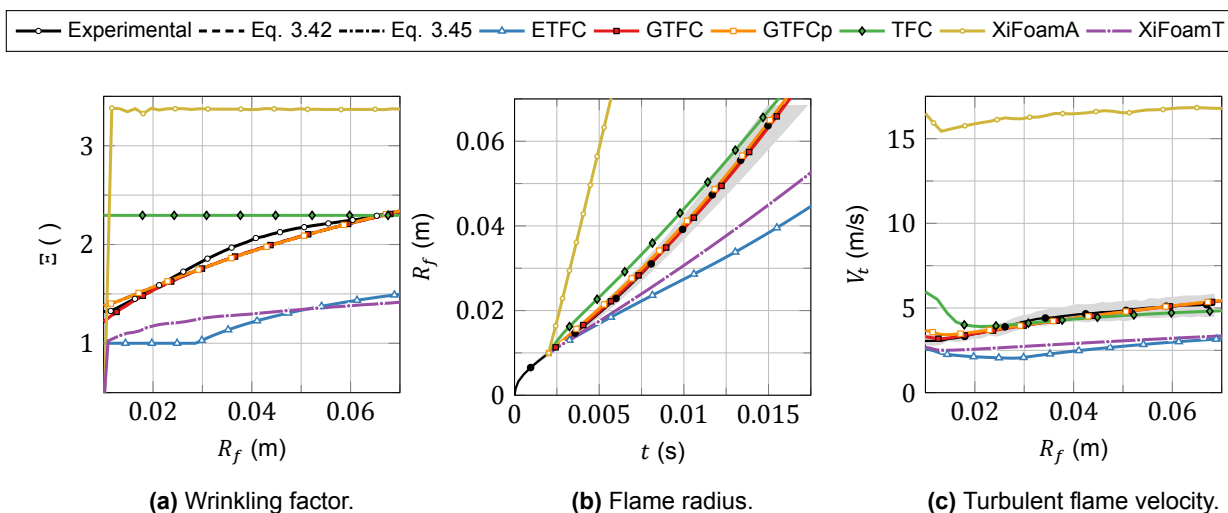 Experimental Eq. 3.42 Eq. 3.45 ETFC GTFC GTFCp TFC XiFoamA XiFoamT
3
2
1
Ξ ( )
0.02 0.04 0.06
R_f (m)
(a) Wrinkling factor.
0.06
0.04
0.02
0
R_f (m)
0 0.005 0.01 0.015
t (s)
(b) Flame radius.
15
10
5
0
V_t (m/s)
0.02 0.04 0.06
R_f (m)
(c) Turbulent flame velocity.